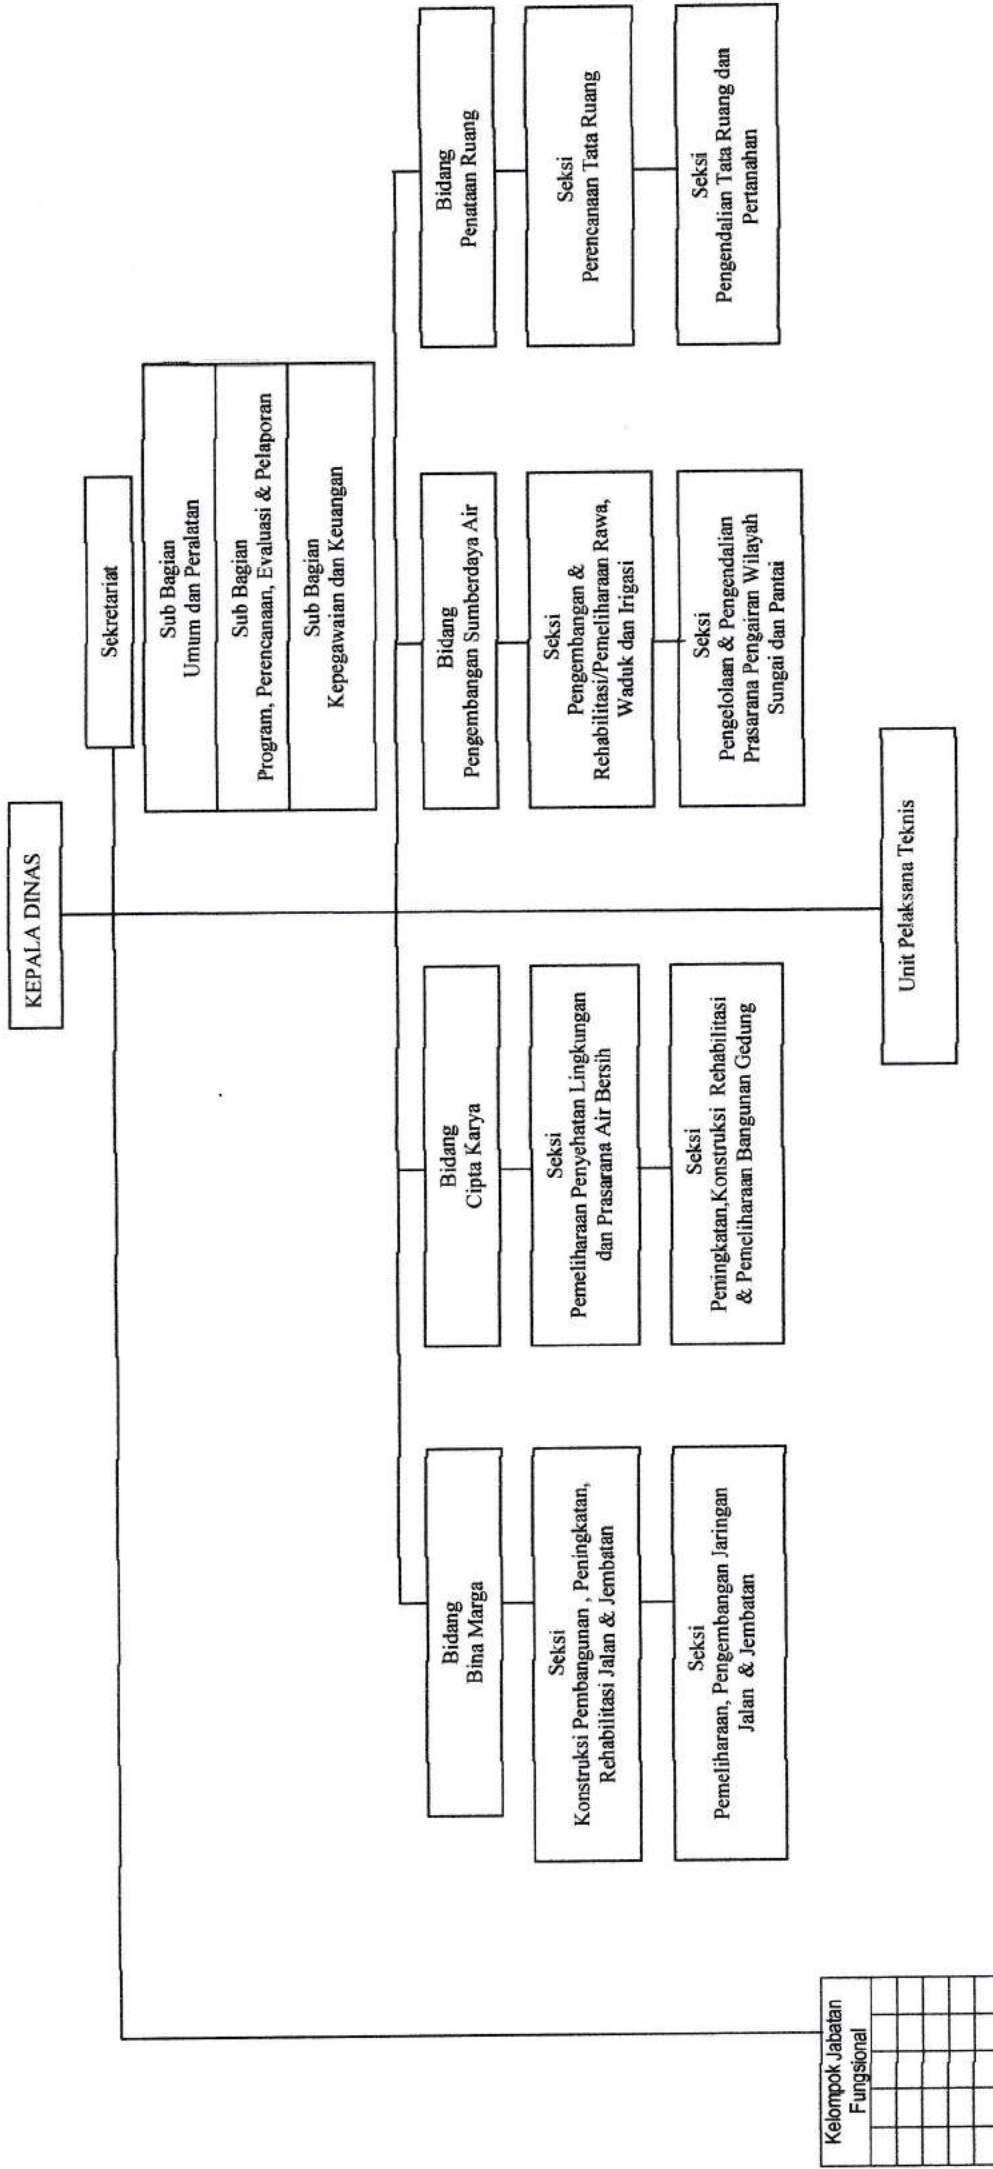 KEPALA DINAS
Sekretariat
Sub Bagian
Umum dan Peralatan
Sub Bagian
Program, Perencanaan, Evaluasi & Pelaporan
Sub Bagian
Kepegawaian dan Keuangan
Bidang
Bina Marga
Seksi
Konstruksi Pembangunan , Peningkatan,
Rehabilitasi Jalan & Jembatan
Seksi
Pemeliharaan, Pengembangan Jaringan
Jalan & Jembatan
Bidang
Cipta Karya
Seksi
Pemeliharaan Penyehatan Lingkungan
dan Prasarana Air Bersih
Seksi
Peningkatan,Konstruksi Rehabilitasi
& Pemeliharaan Bangunan Gedung
Bidang
Pengembangan Sumberdaya Air
Seksi
Pengembangan &
Rehabilitasi/Pemeliharaan Rawa,
Waduk dan Irigasi
Seksi
Pengelolaan & Pengendalian
Prasarana Pengairan Wilayah
Sungai dan Pantai
Bidang
Penataan Ruang
Seksi
Perencanaan Tata Ruang
Seksi
Pengendalian Tata Ruang dan
Pertanahan
Kelompok Jabatan
Fungsional
Unit Pelaksana Teknis